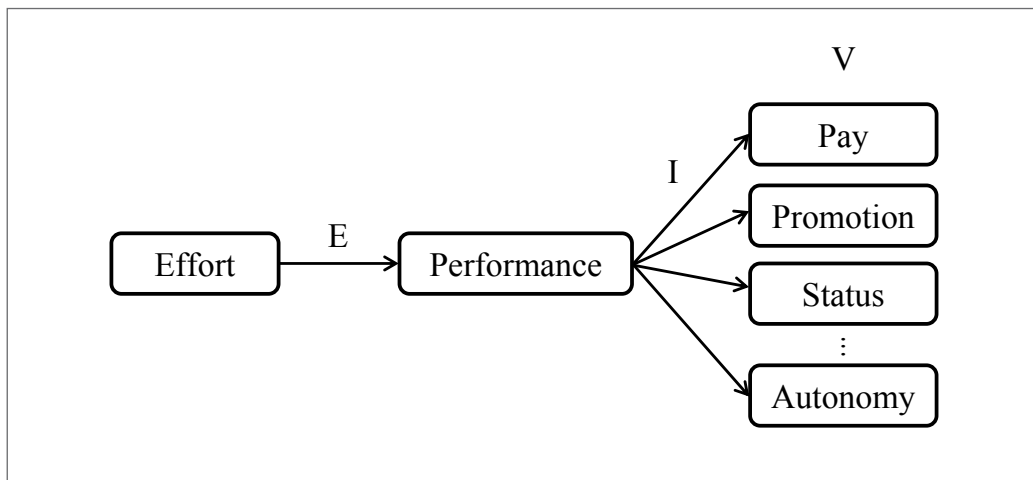 V
Pay
I
Promotion
E
Effort
Performance
Status
⋮
Autonomy